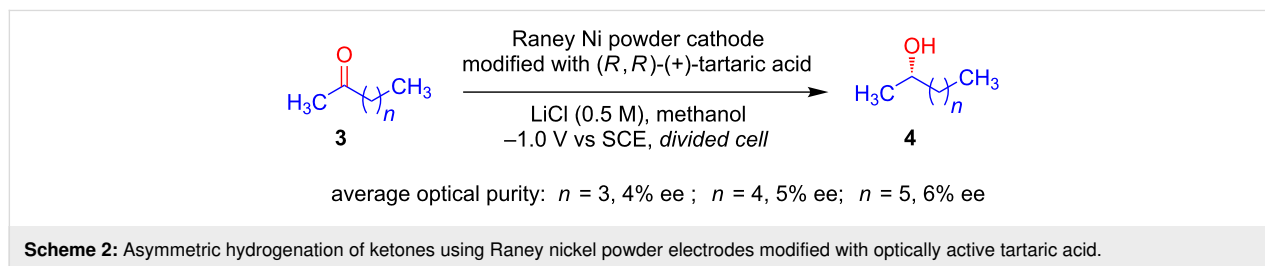 O
H₃C
CH₃
( )n
3
Raney Ni powder cathode
modified with (R,R)-(+)-tartaric acid
LiCl (0.5 M), methanol
–1.0 V vs SCE, divided cell
OH
H₃C
CH₃
( )n
4
average optical purity: n = 3, 4% ee ; n = 4, 5% ee; n = 5, 6% ee
Scheme 2: Asymmetric hydrogenation of ketones using Raney nickel powder electrodes modified with optically active tartaric acid.